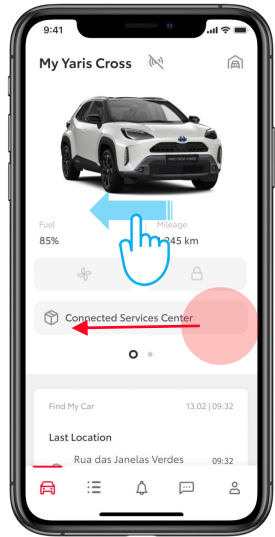 9:41
My Yaris Cross
Fuel
Mileage
85%
245 km
Connected Services Center
Find My Car
13.02 | 09:32
Last Location
Rua das Janelas Verdes
09:32